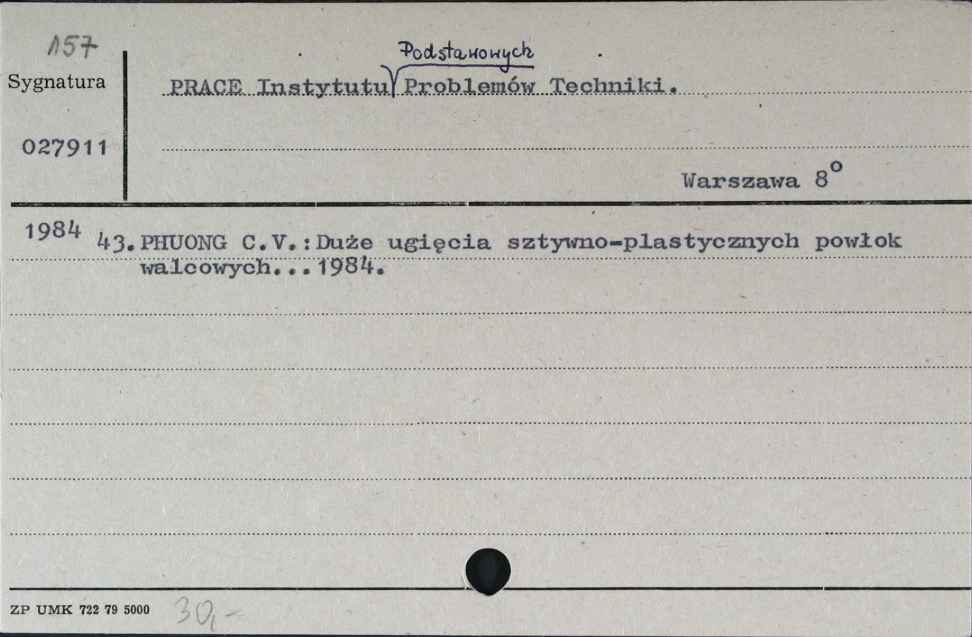 157
Podstawowych
Sygnatura
PRACE Instytutu Problemów Techniki.
027911
Warszawa 8°
1984
43. PHUONG C.V.: Duże ugięcia sztywno-plastycznych powłok
walcowych...1984.
ZP UMK 722 79 5000
30,-